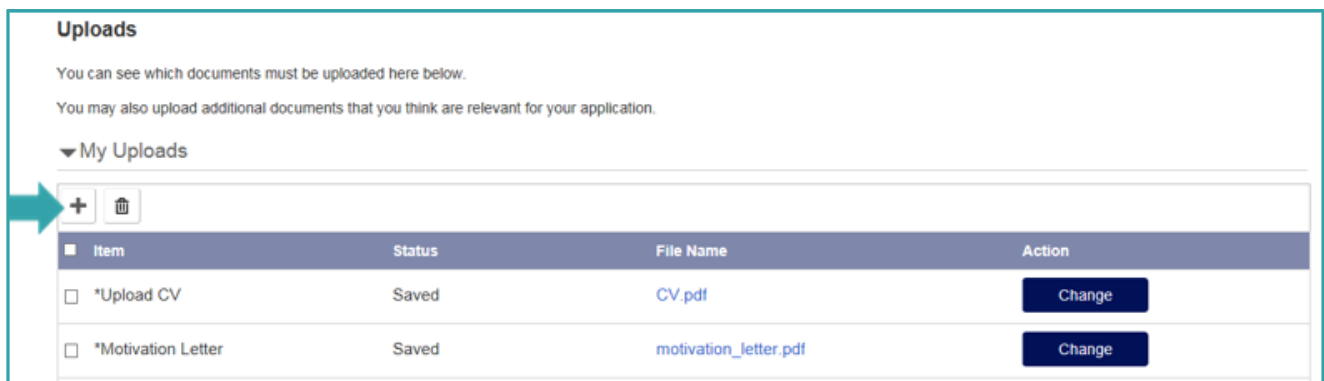 Uploads
You can see which documents must be uploaded here below.
You may also upload additional documents that you think are relevant for your application.
My Uploads
Item Status File Name Action
*Upload CV Saved CV.pdf Change
*Motivation Letter Saved motivation_letter.pdf Change